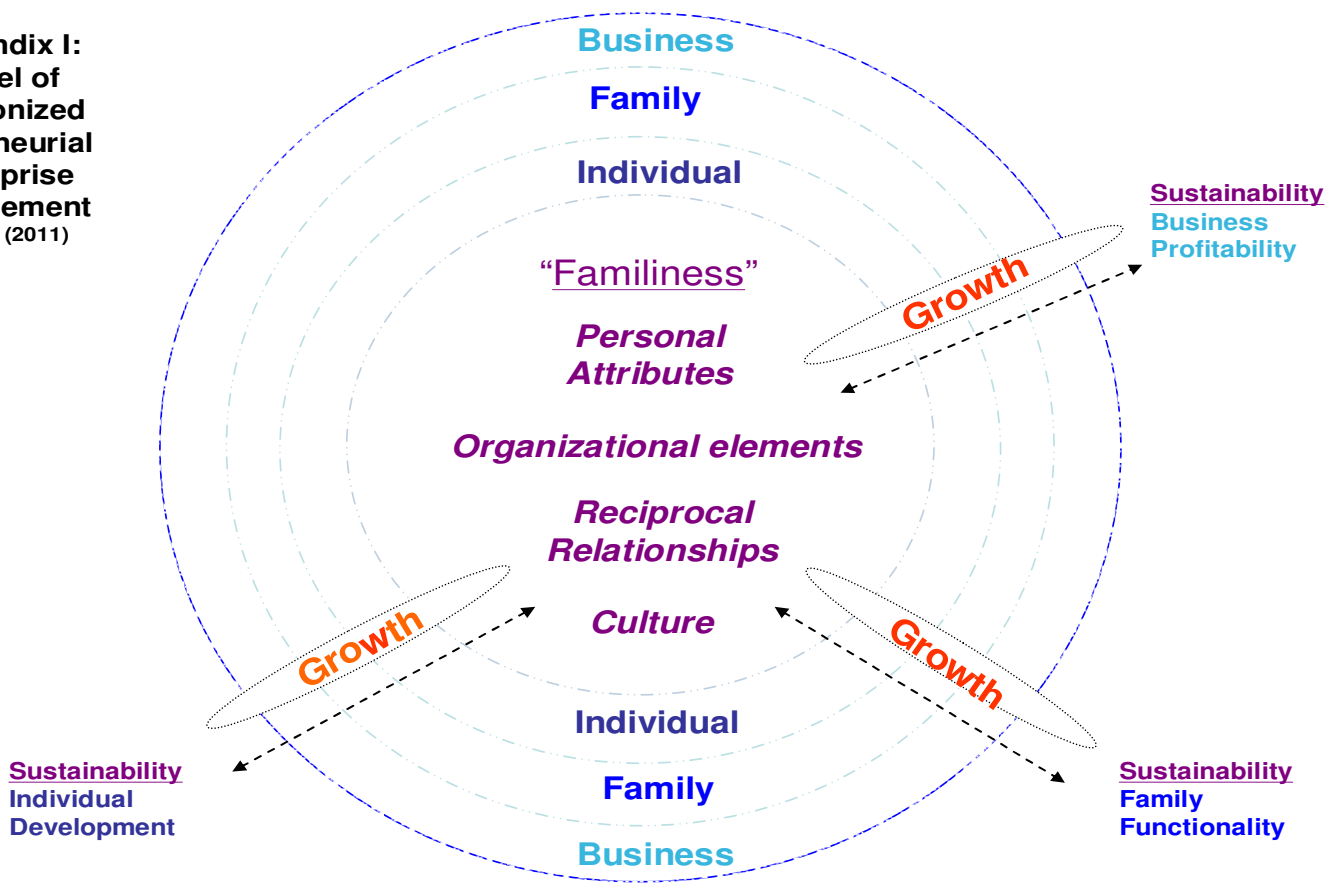 ndix I:
el of
onized
neurial
prise
ement
(2011)
Business
Family
Individual
“Familiness”
Personal
Attributes
Organizational elements
Reciprocal
Relationships
Culture
Growth
Sustainability
Business
Profitability
Growth
Growth
Individual
Family
Business
Sustainability
Individual
Development
Sustainability
Family
Functionality